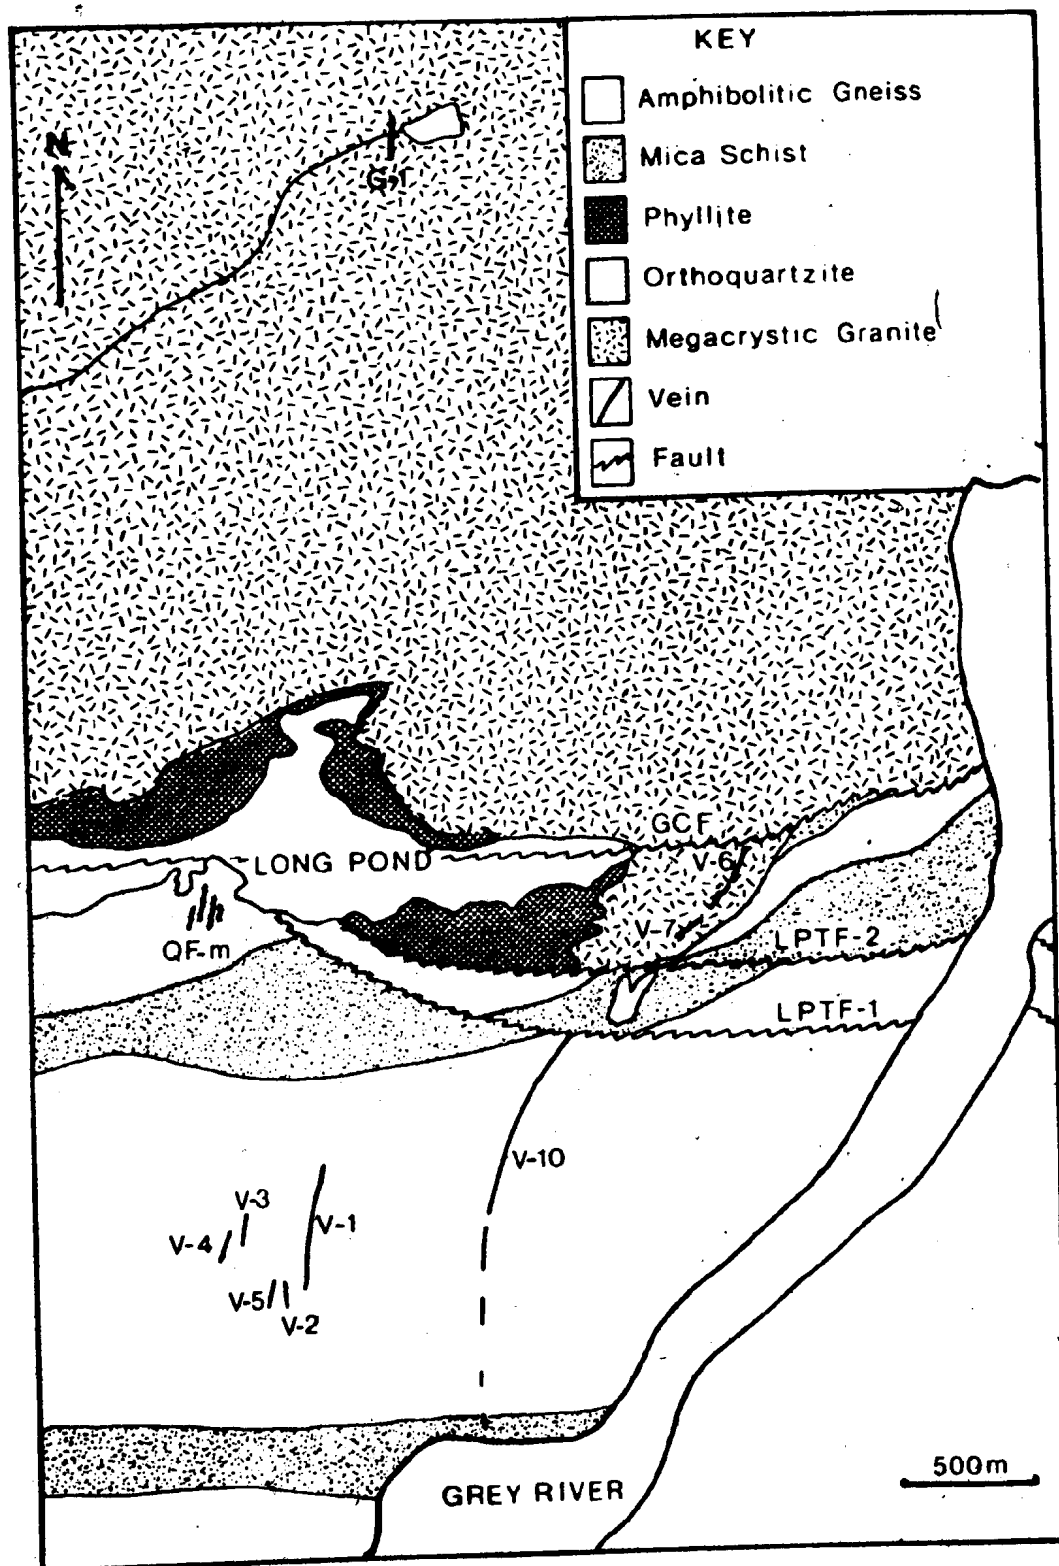 KEY
Amphibolitic Gneiss
Mica Schist
Phyllite
Orthoquartzite
Megacrystic Granite
Vein
Fault
N
GCF
LONG POND
V-6
V-7
QF-m
LPTF-2
LPTF-1
V-10
V-3
V-1
V-4
V-5
V-2
500m
GREY RIVER